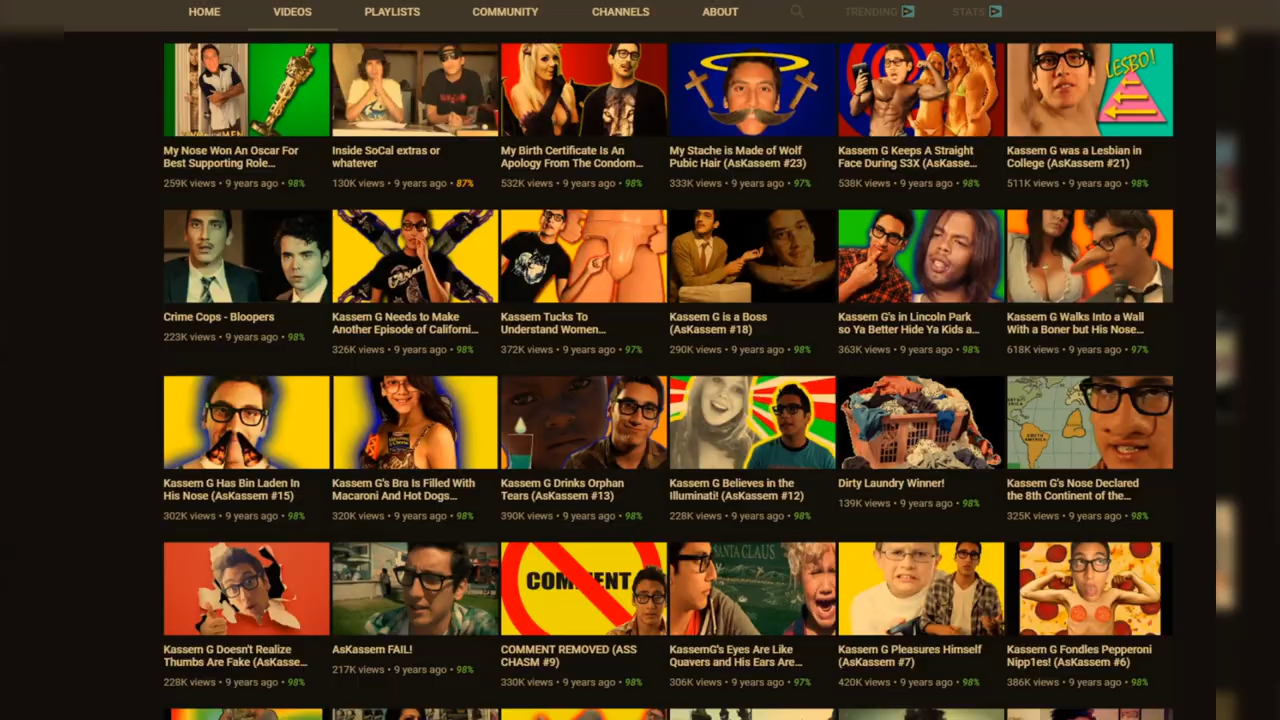 HOME VIDEOS PLAYLISTS COMMUNITY CHANNELS ABOUT TRENDING STATS
LESBO!
My Nose Won An Oscar For
Best Supporting Role...
259K views • 9 years ago • 98%
Inside SoCal extras or
whatever
130K views • 9 years ago • 87%
My Birth Certificate Is An
Apology From The Condom...
532K views • 9 years ago • 98%
My Stache is Made of Wolf
Pubic Hair (AsKassem #23)
333K views • 9 years ago • 97%
Kassem G Keeps A Straight
Face During S3X (AsKasse...
538K views • 9 years ago • 98%
Kassem G was a Lesbian in
College (AsKassem #21)
511K views • 9 years ago • 98%
Crime Cops - Bloopers
223K views • 9 years ago • 98%
Kassem G Needs to Make
Another Episode of Californi...
326K views • 9 years ago • 98%
Kassem Tucks To
Understand Women...
372K views • 9 years ago • 97%
Kassem G is a Boss
(AsKassem #18)
290K views • 9 years ago • 98%
Kassem G's in Lincoln Park
so Ya Better Hide Ya Kids a...
363K views • 9 years ago • 98%
Kassem G Walks Into a Wall
With a Boner but His Nose...
618K views • 9 years ago • 97%
SOUTH
AMERICA
Kassem G Has Bin Laden In
His Nose (AsKassem #15)
302K views • 9 years ago • 98%
Kassem G's Bra Is Filled With
Macaroni And Hot Dogs...
320K views • 9 years ago • 98%
Kassem G Drinks Orphan
Tears (AsKassem #13)
390K views • 9 years ago • 98%
Kassem G Believes in the
Illuminati! (AsKassem #12)
228K views • 9 years ago • 98%
Dirty Laundry Winner!
139K views • 9 years ago • 98%
Kassem G's Nose Declared
the 8th Continent of the...
325K views • 9 years ago • 98%
COMMENT
SANTA CLAUS
Kassem G Doesn't Realize
Thumbs Are Fake (AsKasse...
228K views • 9 years ago • 98%
AsKassem FAIL!
217K views • 9 years ago • 98%
COMMENT REMOVED (ASS
CHASM #9)
330K views • 9 years ago • 98%
KassemG's Eyes Are Like
Quavers and His Ears Are...
306K views • 9 years ago • 97%
Kassem G Pleasures Himself
(AsKassem #7)
420K views • 9 years ago • 98%
Kassem G Fondles Pepperoni
Nipp1es! (AsKassem #6)
386K views • 9 years ago • 98%